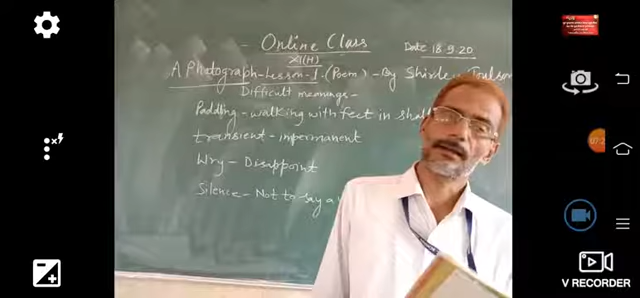 Online Class
Date 18.9.20
XI(H)
A Photograph - Lesson - 1. (Poem) - By Shirley Toulson
Difficult meanings -
Paddling - walking with feet in shall
transient - impermanent
Wry - Disappoint
Silence - Not to say a
V RECORDER